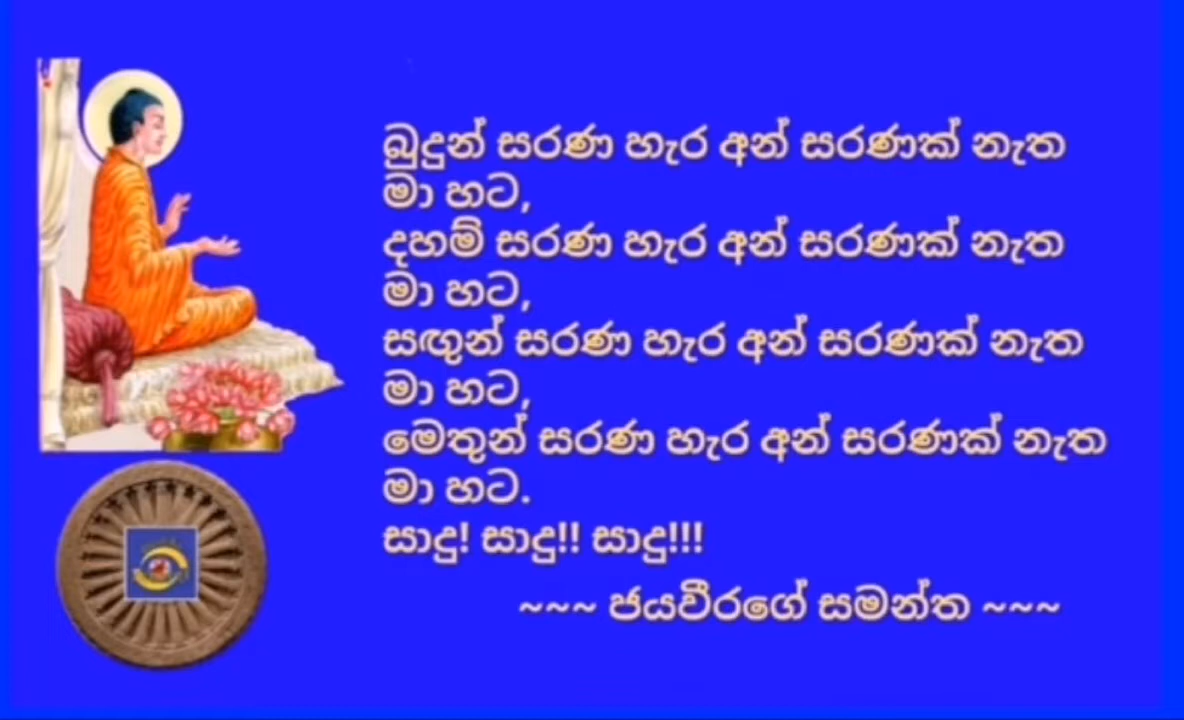 බුදුන් සරණ හැර අන් සරණක් නැත
මා හට,
දහම් සරණ හැර අන් සරණක් නැත
මා හට,
සඟුන් සරණ හැර අන් සරණක් නැත
මා හට,
මෙතුන් සරණ හැර අන් සරණක් නැත
මා හට.
සාදු! සාදු!! සාදු!!!
~~~ ජයවීරගේ සමන්ත ~~~